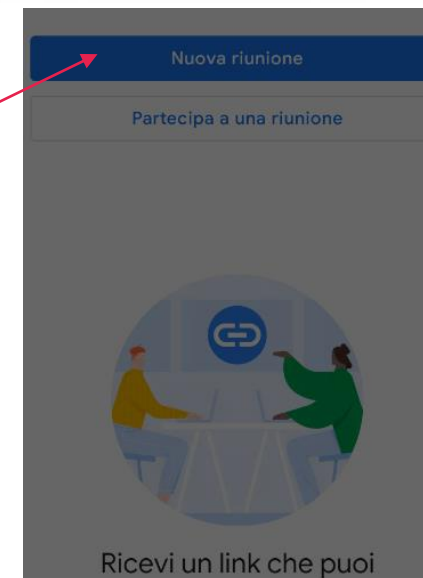 Nuova riunione
Partecipa a una riunione
Ricevi un link che puoi